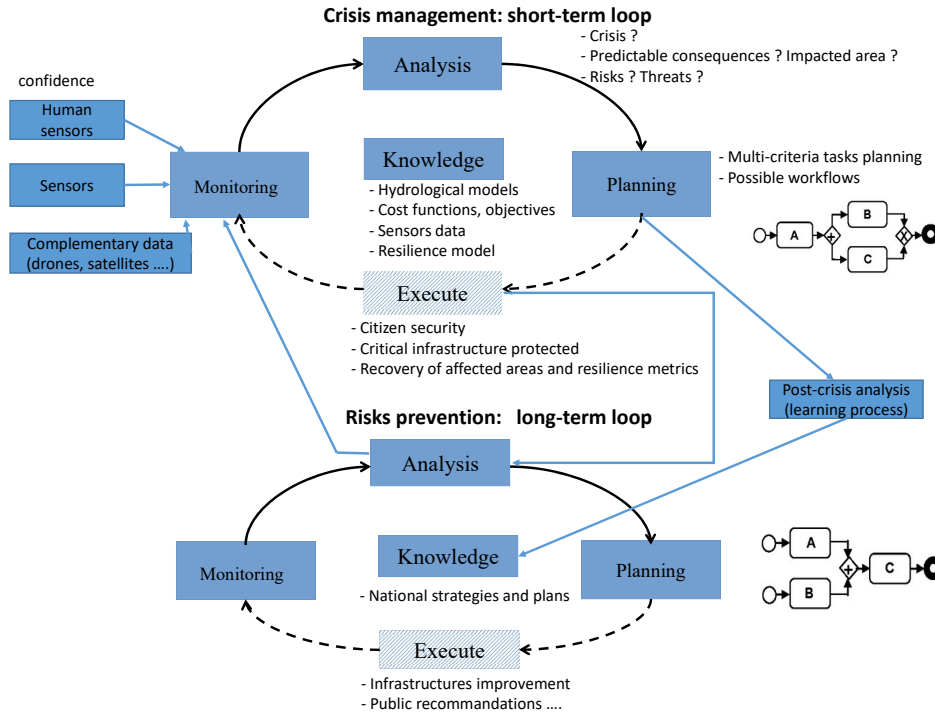 Crisis management: short-term loop
- Crisis ?
- Predictable consequences ? Impacted area ?
- Risks ? Threats ?
Analysis
confidence
Human
sensors
Sensors
Complementary data
(drones, satellites ....)
Monitoring
Knowledge
- Hydrological models
- Cost functions, objectives
- Sensors data
- Resilience model
Planning
- Multi-criteria tasks planning
- Possible workflows
A
B
C
Execute
- Citizen security
- Critical infrastructure protected
- Recovery of affected areas and resilience metrics
Post-crisis analysis
(learning process)
Risks prevention: long-term loop
Analysis
Monitoring
Knowledge
- National strategies and plans
Planning
A
B
C
Execute
- Infrastructures improvement
- Public recommandations ....